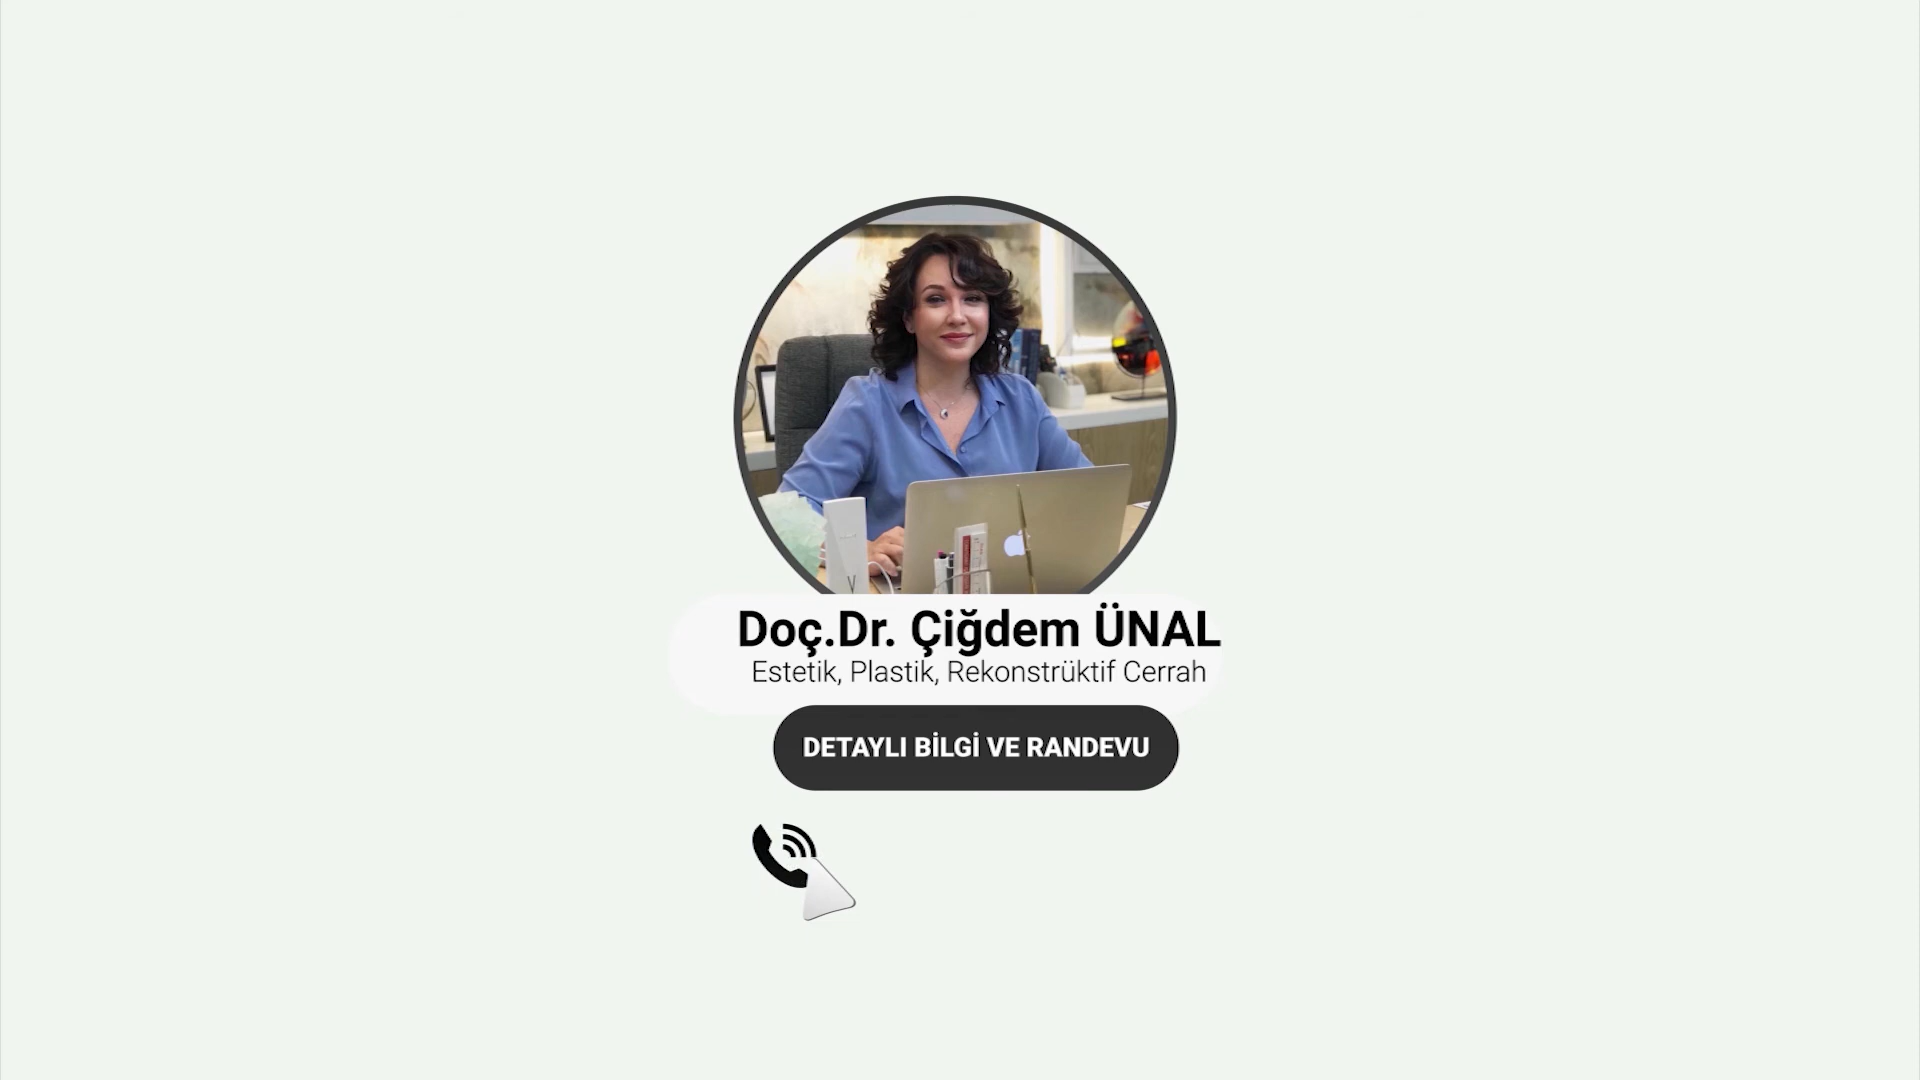 Doç.Dr. Çiğdem ÜNAL
Estetik, Plastik, Rekonstrüktif Cerrah
DETAYLI BİLGİ VE RANDEVU